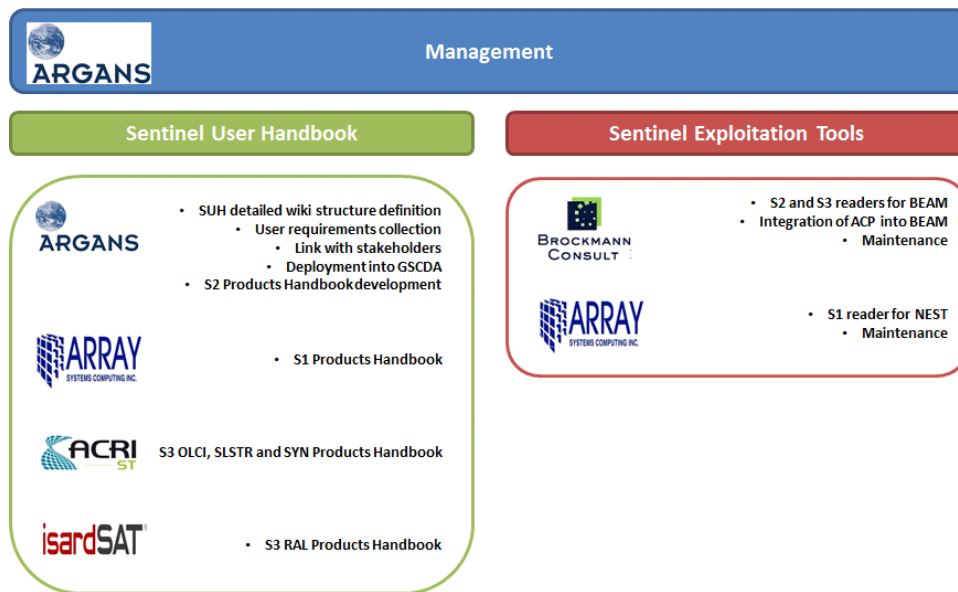 ARGANS
Management
Sentinel User Handbook
ARGANS
• SUH detailed wiki structure definition
• User requirements collection
• Link with stakeholders
• Deployment into GSCDA
• S2 Products Handbook development
ARRAY
SYSTEMS COMPUTING INC.
• S1 Products Handbook
ACRI
ST
S3 OLCI, SLSTR and SYN Products Handbook
isardSAT
• S3 RAL Products Handbook
Sentinel Exploitation Tools
BROCKMANN
CONSULT
• S2 and S3 readers for BEAM
• Integration of ACP into BEAM
• Maintenance
ARRAY
SYSTEMS COMPUTING INC.
• S1 reader for NEST
• Maintenance